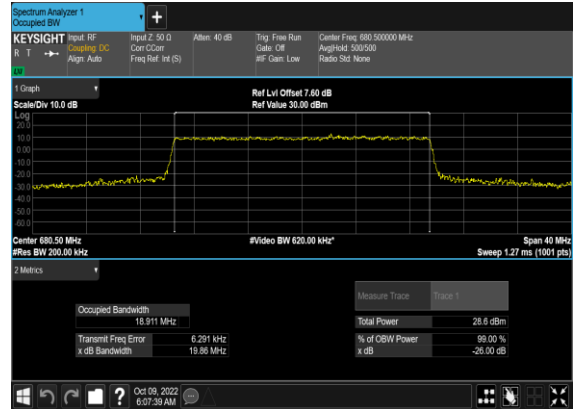 Spectrum Analyzer 1
Occupied BW
+
KEYSIGHT Input: RF Input Z: 50 Ω Atten: 40 dB Trig: Free Run Center Freq: 680.500000 MHz
R T Coupling: DC Corr CCorr Gate: Off Avg|Hold: 500/500
Align: Auto Freq Ref: Int (S) #IF Gain: Low Radio Std: None
LXI
1 Graph Ref Lvl Offset 7.60 dB
Scale/Div 10.0 dB Ref Value 30.00 dBm
Log
20.0
10.0
0.00
-10.0
-20.0
-30.0
-40.0
-50.0
-60.0
Center 680.50 MHz #Video BW 620.00 kHz* Span 40 MHz
#Res BW 200.00 kHz Sweep 1.27 ms (1001 pts)
2 Metrics
Measure Trace Trace 1
Occupied Bandwidth
18.911 MHz Total Power 28.6 dBm
Transmit Freq Error 6.291 kHz % of OBW Power 99.00 %
x dB Bandwidth 19.86 MHz x dB -26.00 dB
? Oct 09, 2022
6:07:39 AM